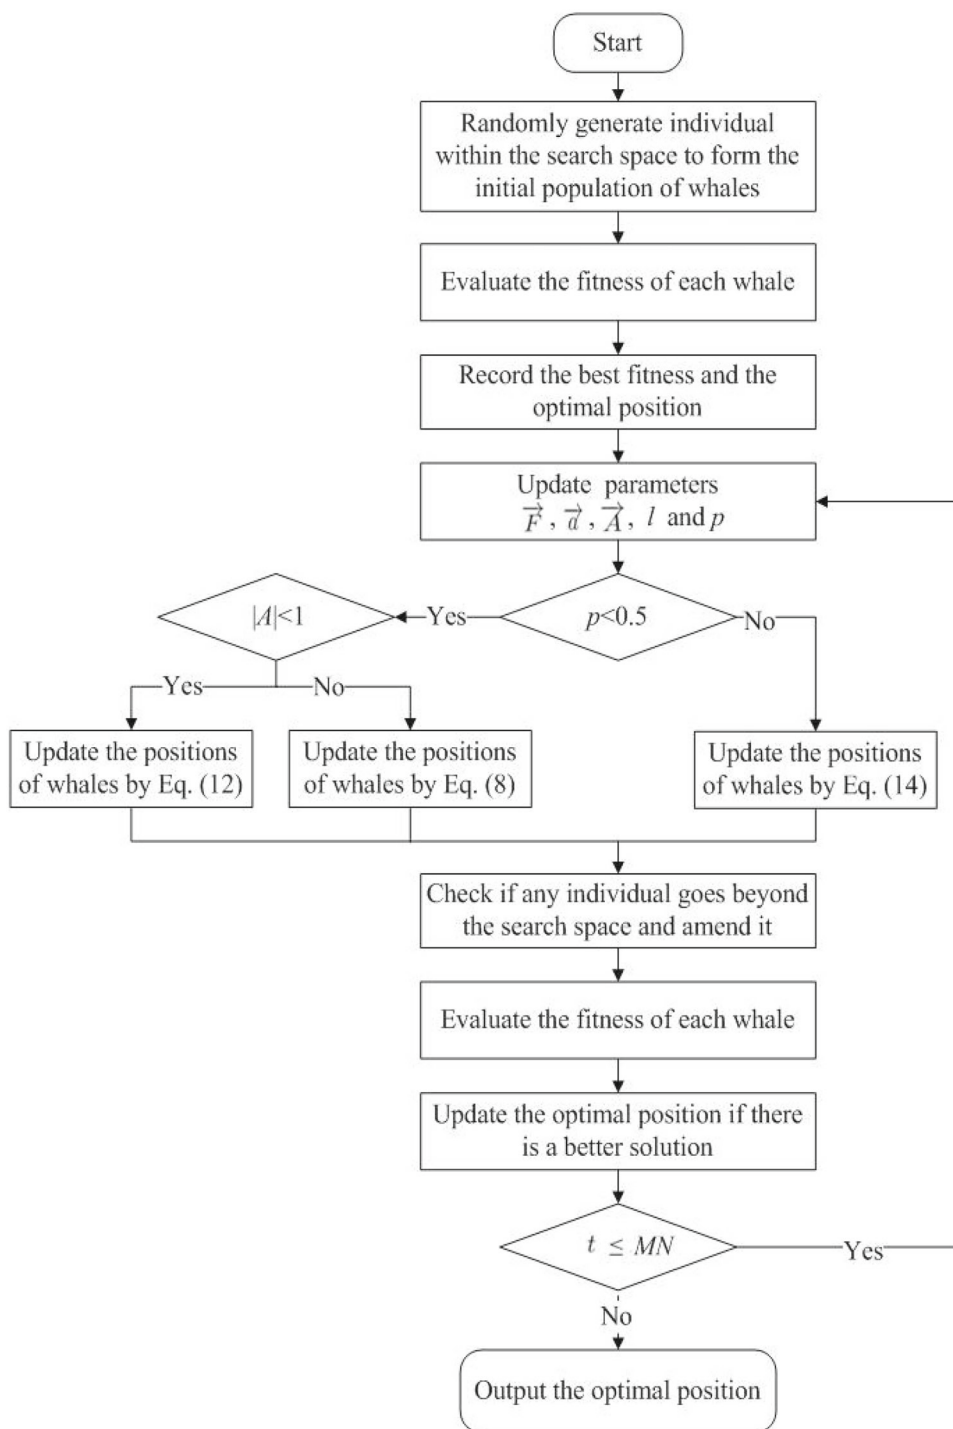 Start
Randomly generate individual
within the search space to form the
initial population of whales
Evaluate the fitness of each whale
Record the best fitness and the
optimal position
Update parameters
F⃗ , a⃗ , A⃗ , l and p
|A|<1
Yes
p<0.5
No
Yes
No
Update the positions
of whales by Eq. (12)
Update the positions
of whales by Eq. (8)
Update the positions
of whales by Eq. (14)
Check if any individual goes beyond
the search space and amend it
Evaluate the fitness of each whale
Update the optimal position if there
is a better solution
t ≤ MN
Yes
No
Output the optimal position